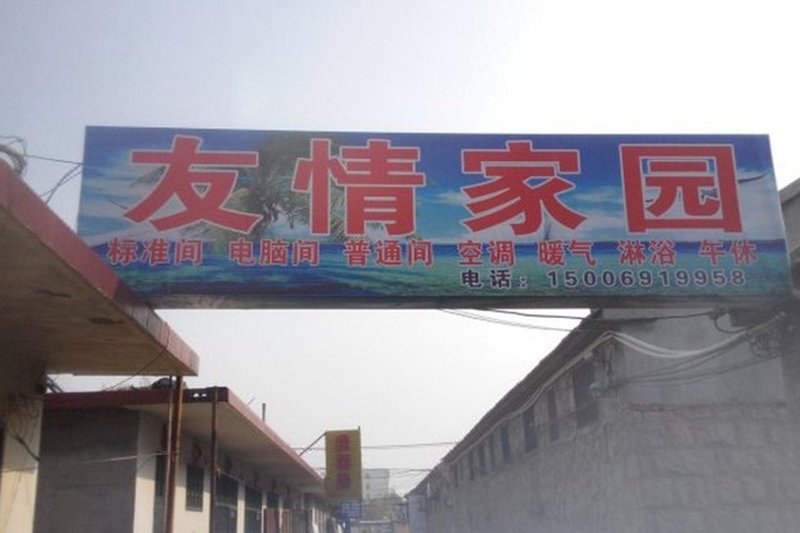 友情家园
标准间 电脑间 普通间 空调 暖气 淋浴 午休
电话：15006919958